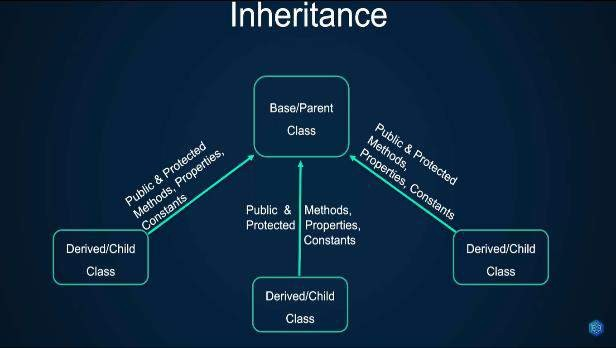 Inheritance
Base/Parent
Class
Public & Protected
Methods, Properties,
Constants
Public & Protected
Methods,
Properties, Constants
Public & Methods,
Protected Properties,
Constants
Derived/Child
Class
Derived/Child
Class
Derived/Child
Class